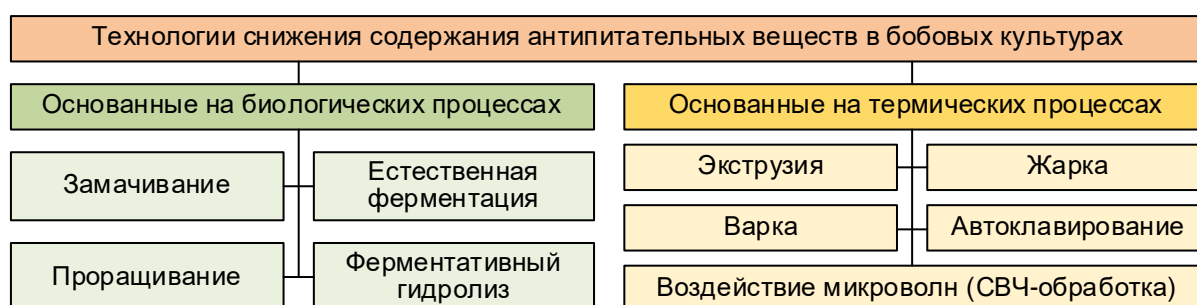 Технологии снижения содержания антипитательных веществ в бобовых культурах
Основанные на биологических процессах
Замачивание
Естественная
ферментация
Проращивание
Ферментативный
гидролиз
Основанные на термических процессах
Экструзия
Жарка
Варка
Автоклавирование
Воздействие микроволн (СВЧ-обработка)